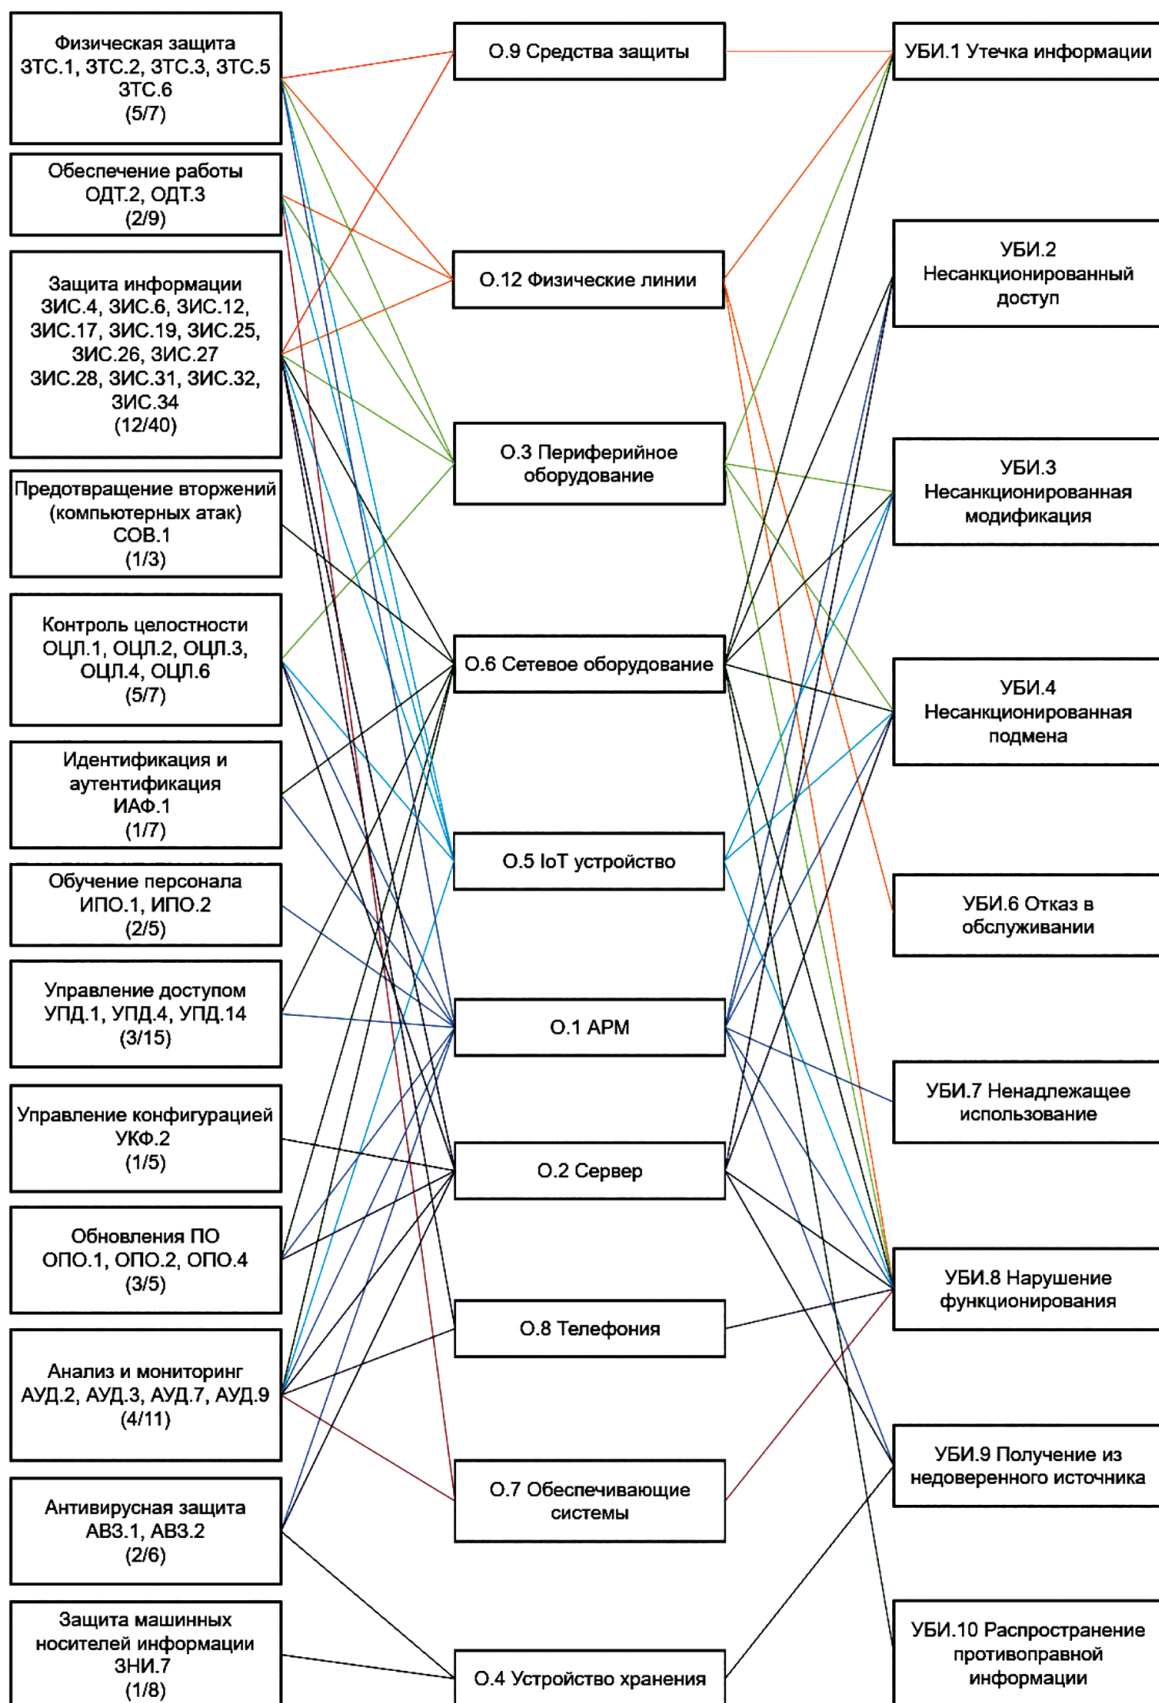 Физическая защита
ЗТС.1, ЗТС.2, ЗТС.3, ЗТС.5
ЗТС.6
(5/7)
Обеспечение работы
ОДТ.2, ОДТ.3
(2/9)
Защита информации
ЗИС.4, ЗИС.6, ЗИС.12,
ЗИС.17, ЗИС.19, ЗИС.25,
ЗИС.26, ЗИС.27
ЗИС.28, ЗИС.31, ЗИС.32,
ЗИС.34
(12/40)
Предотвращение вторжений
(компьютерных атак)
СОВ.1
(1/3)
Контроль целостности
ОЦЛ.1, ОЦЛ.2, ОЦЛ.3,
ОЦЛ.4, ОЦЛ.6
(5/7)
Идентификация и
аутентификация
ИАФ.1
(1/7)
Обучение персонала
ИПО.1, ИПО.2
(2/5)
Управление доступом
УПД.1, УПД.4, УПД.14
(3/15)
Управление конфигурацией
УКФ.2
(1/5)
Обновления ПО
ОПО.1, ОПО.2, ОПО.4
(3/5)
Анализ и мониторинг
АУД.2, АУД.3, АУД.7, АУД.9
(4/11)
Антивирусная защита
АВЗ.1, АВЗ.2
(2/6)
Защита машинных
носителей информации
ЗНИ.7
(1/8)
О.9 Средства защиты
О.12 Физические линии
О.3 Периферийное
оборудование
О.6 Сетевое оборудование
О.5 IoT устройство
О.1 АРМ
О.2 Сервер
О.8 Телефония
О.7 Обеспечивающие
системы
О.4 Устройство хранения
УБИ.1 Утечка информации
УБИ.2
Несанкционированный
доступ
УБИ.3
Несанкционированная
модификация
УБИ.4
Несанкционированная
подмена
УБИ.6 Отказ в
обслуживании
УБИ.7 Ненадлежащее
использование
УБИ.8 Нарушение
функционирования
УБИ.9 Получение из
недоверенного источника
УБИ.10 Распространение
противоправной
информации